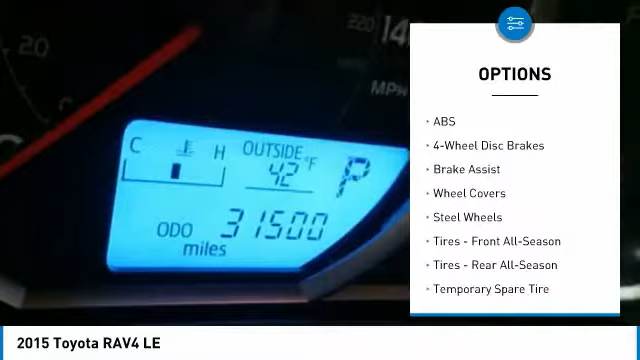 20
220
140
MPH
C H
OUTSIDE
42 °F
P
ODO 31500
miles
OPTIONS
• ABS
• 4-Wheel Disc Brakes
• Brake Assist
• Wheel Covers
• Steel Wheels
• Tires - Front All-Season
• Tires - Rear All-Season
• Temporary Spare Tire
2015 Toyota RAV4 LE